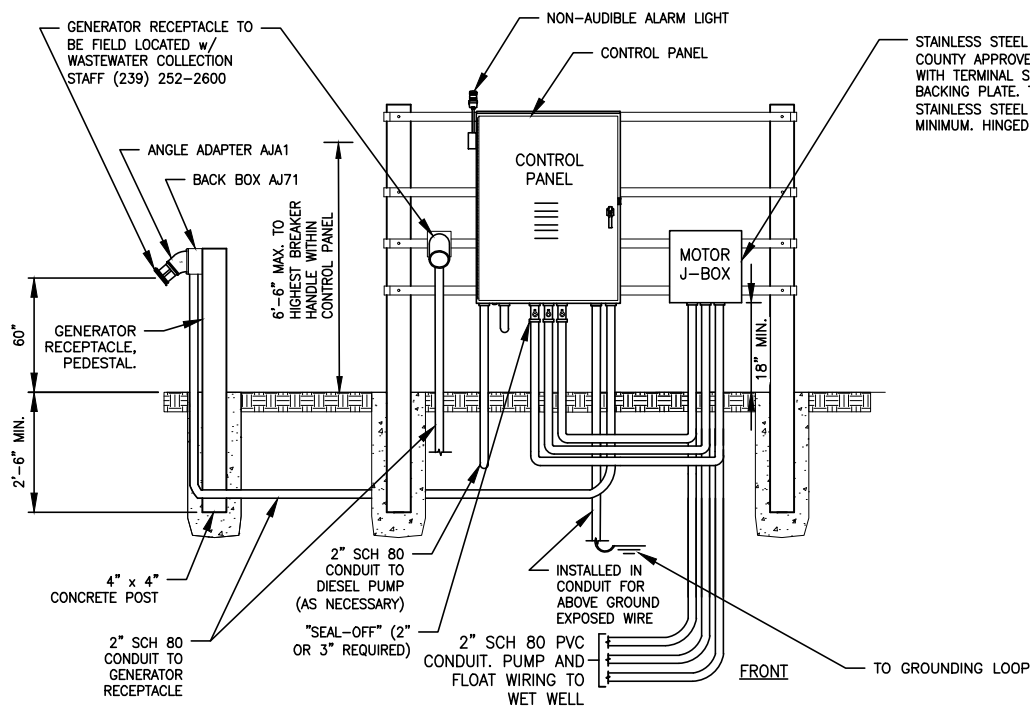 GENERATOR RECEPTACLE TO
BE FIELD LOCATED w/
WASTEWATER COLLECTION
STAFF (239) 252-2600
NON-AUDIBLE ALARM LIGHT
CONTROL PANEL
STAINLESS STEEL
COUNTY APPROVE
WITH TERMINAL S
BACKING PLATE.
STAINLESS STEEL
MINIMUM. HINGED
ANGLE ADAPTER AJA1
BACK BOX AJ71
6'-6" MAX. TO
HIGHEST BREAKER
HANDLE WITHIN
CONTROL PANEL
CONTROL
PANEL
MOTOR
J-BOX
60"
GENERATOR
RECEPTACLE,
PEDESTAL.
18" MIN.
2'-6" MIN.
4" x 4"
CONCRETE POST
2" SCH 80
CONDUIT TO
GENERATOR
RECEPTACLE
2" SCH 80
CONDUIT TO
DIESEL PUMP
(AS NECESSARY)
"SEAL-OFF" (2"
OR 3" REQUIRED)
INSTALLED IN
CONDUIT FOR
ABOVE GROUND
EXPOSED WIRE
2" SCH 80 PVC
CONDUIT. PUMP AND
FLOAT WIRING TO
WET WELL
FRONT
TO GROUNDING LOOP